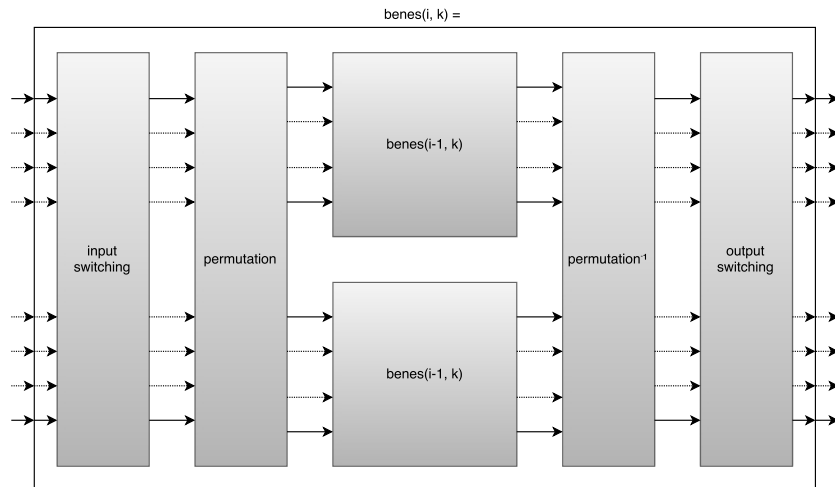 benes(i, k) =
input
switching
permutation
benes(i-1, k)
permutation⁻¹
output
switching
benes(i-1, k)